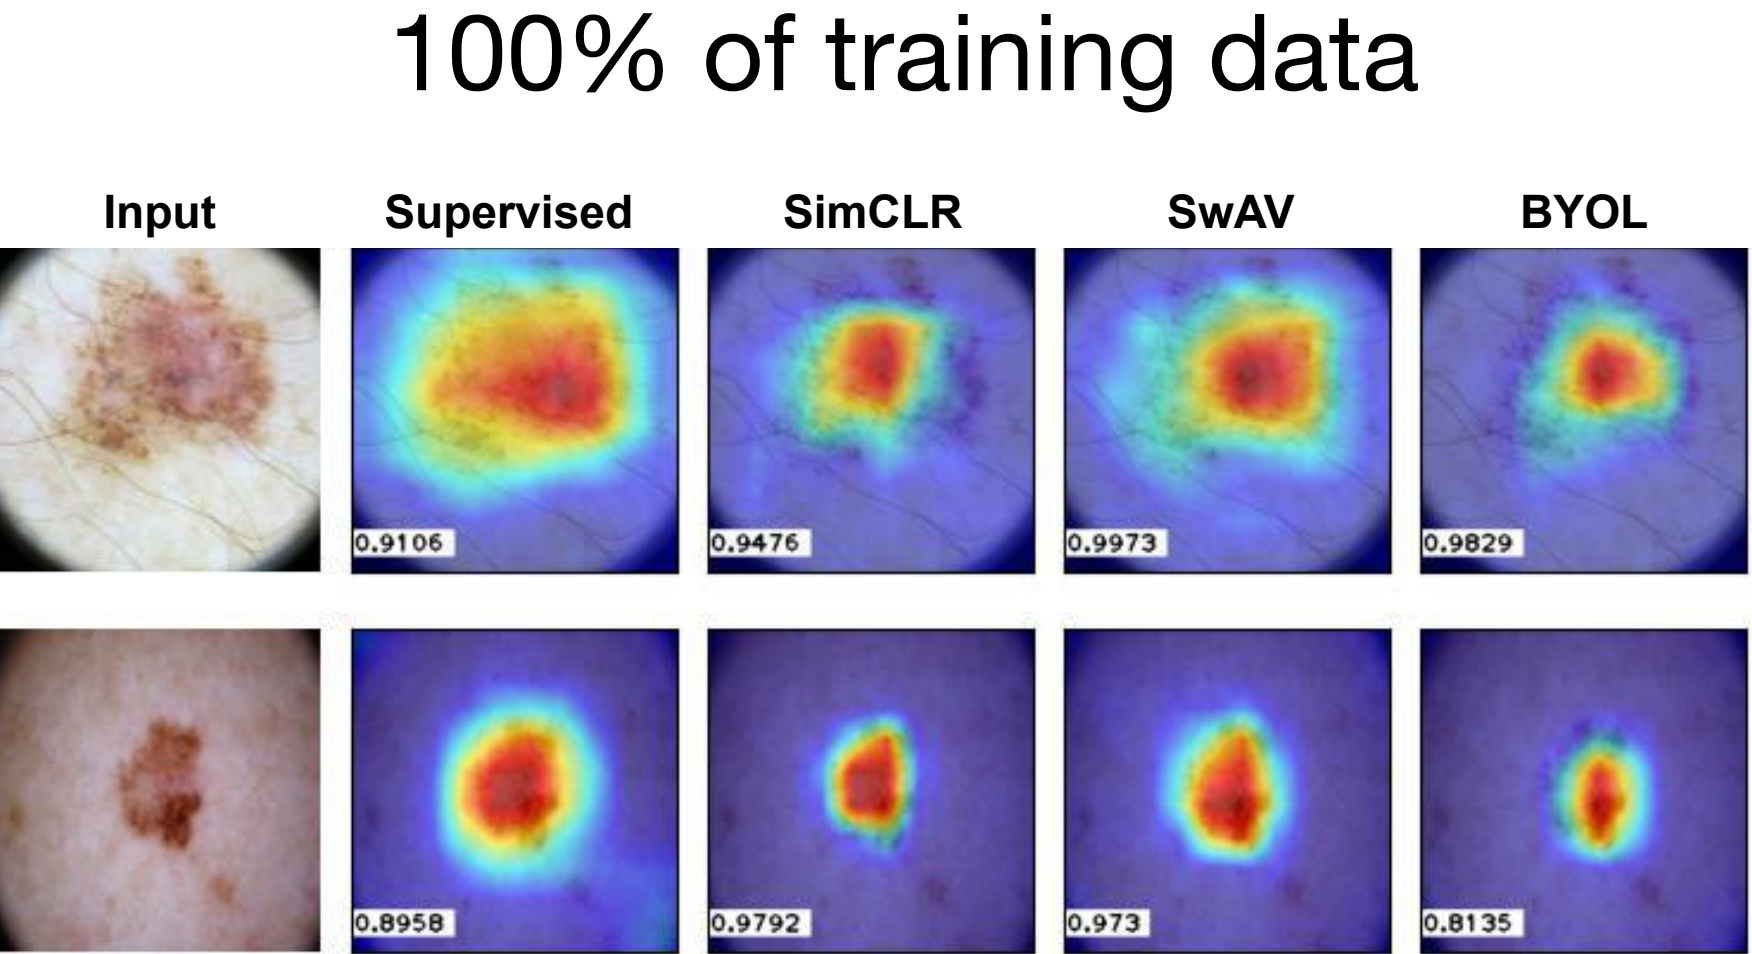 100% of training data
Input Supervised SimCLR SwAV BYOL
0.9106 0.9476 0.9973 0.9829
0.8958 0.9792 0.973 0.8135